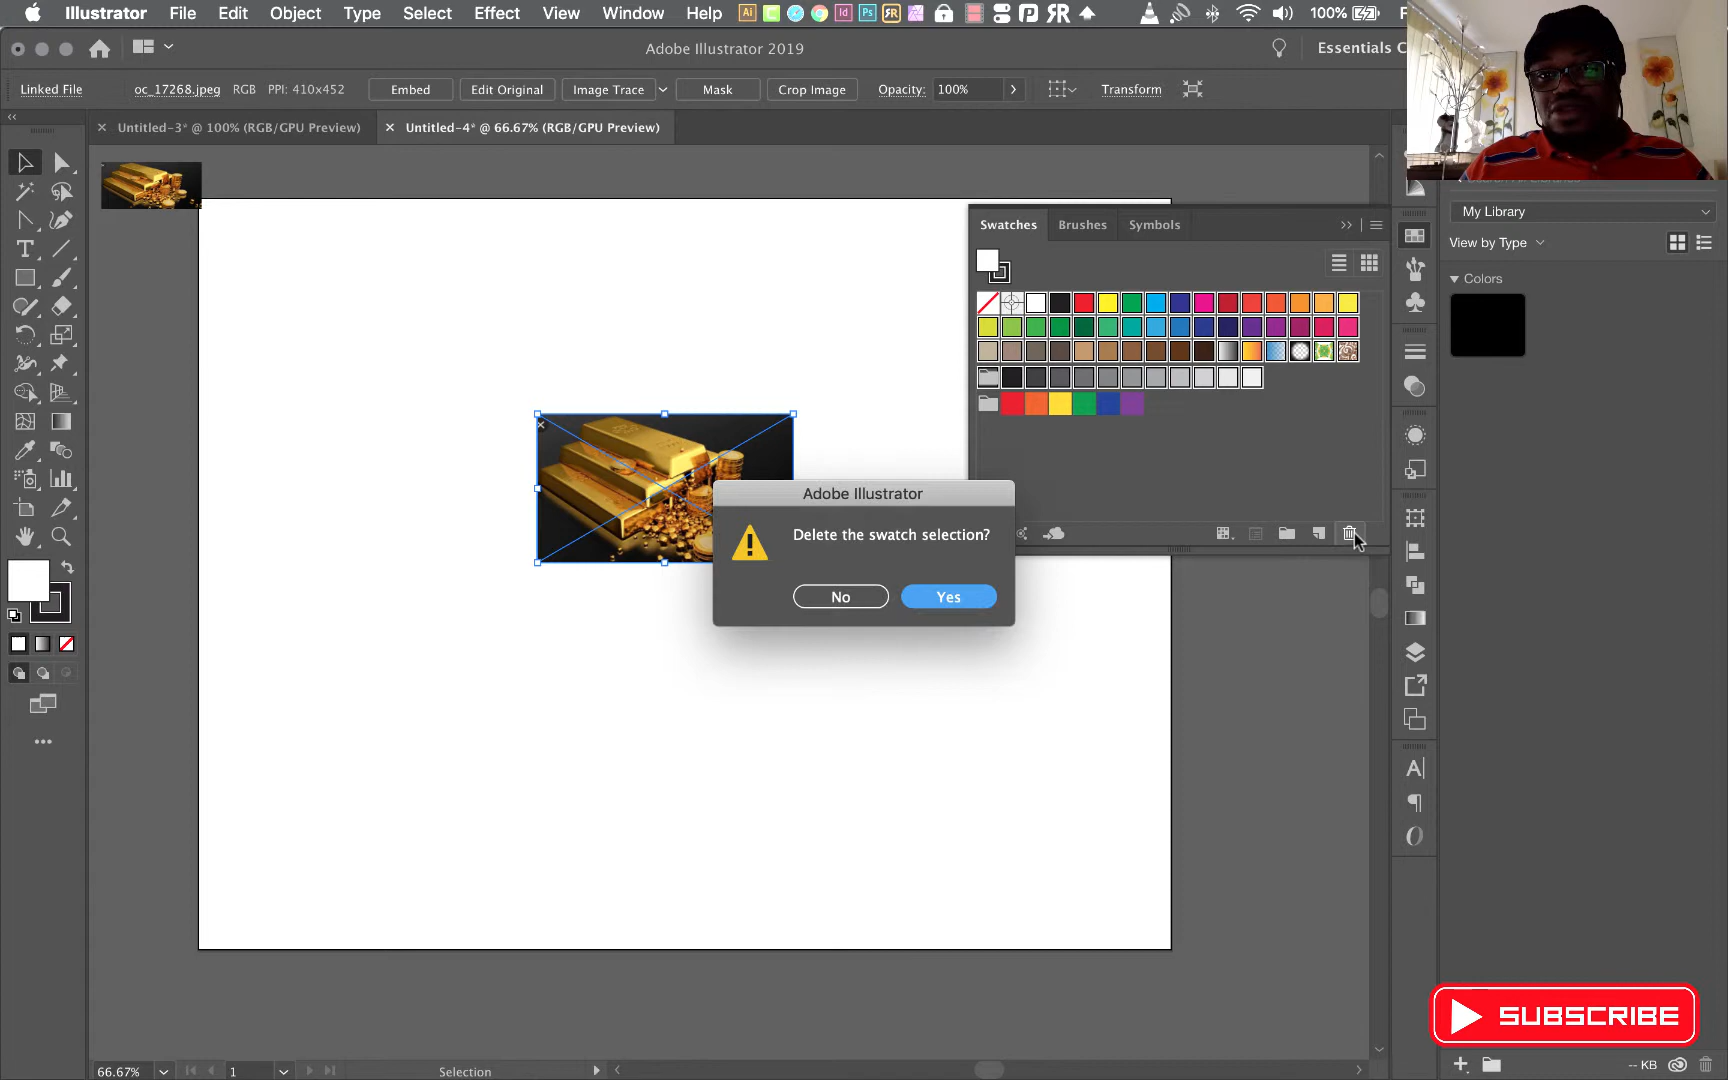 Illustrator File Edit Object Type Select Effect View Window Help 100%
Adobe Illustrator 2019 Essentials C
Linked File oc_17268.jpeg RGB PPI: 410x452 Embed Edit Original Image Trace Mask Crop Image Opacity: 100% Transform
Untitled-3* @ 100% (RGB/GPU Preview) Untitled-4* @ 66.67% (RGB/GPU Preview)
My Library
View by Type
Colors
Swatches Brushes Symbols
Adobe Illustrator
Delete the swatch selection?
No Yes
SUBSCRIBE
66.67% 1 Selection
-- KB